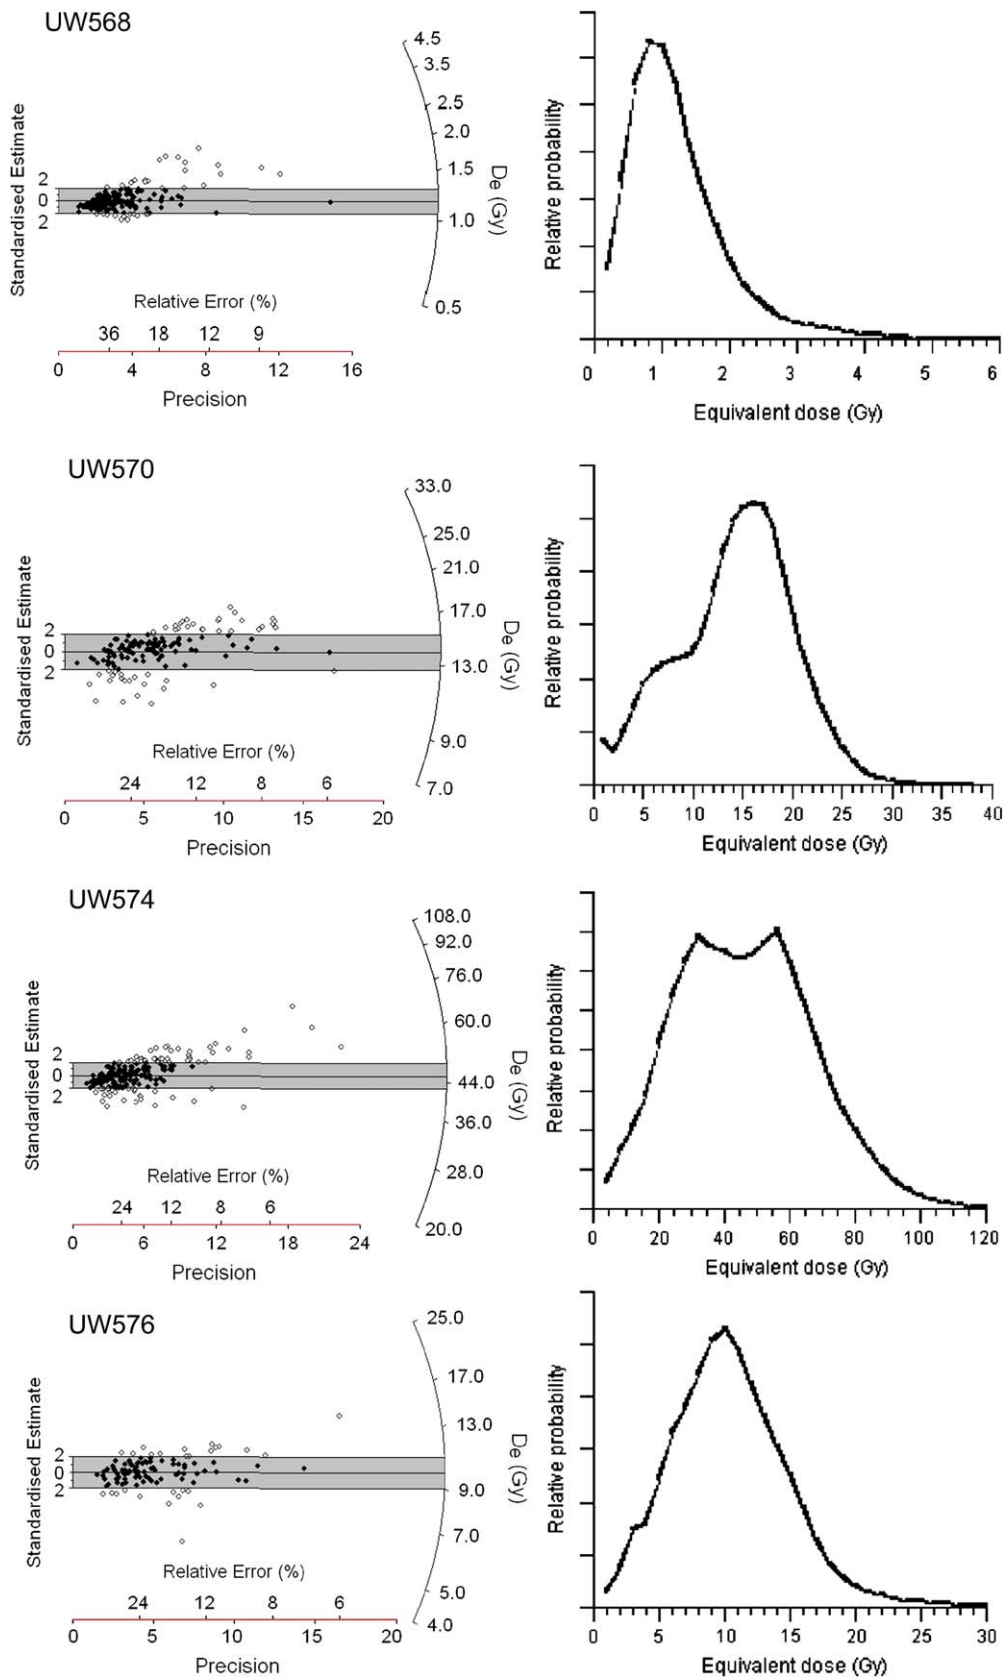 UW568
Standardised Estimate
2
0
2
4.5
3.5
2.5
2.0
1.5
1.0
0.5
De (Gy)
Relative Error (%)
36 18 12 9
0 4 8 12 16
Precision
Relative probability
0 1 2 3 4 5 6
Equivalent dose (Gy)
UW570
Standardised Estimate
2
0
2
33.0
25.0
21.0
17.0
13.0
9.0
7.0
De (Gy)
Relative Error (%)
24 12 8 6
0 5 10 15 20
Precision
Relative probability
0 5 10 15 20 25 30 35 40
Equivalent dose (Gy)
UW574
Standardised Estimate
2
0
2
108.0
92.0
76.0
60.0
44.0
36.0
28.0
20.0
De (Gy)
Relative Error (%)
24 12 8 6
0 6 12 18 24
Precision
Relative probability
0 20 40 60 80 100 120
Equivalent dose (Gy)
UW576
Standardised Estimate
2
0
2
25.0
17.0
13.0
9.0
7.0
5.0
4.0
De (Gy)
Relative Error (%)
24 12 8 6
0 5 10 15 20
Precision
Relative probability
0 5 10 15 20 20 30
Equivalent dose (Gy)